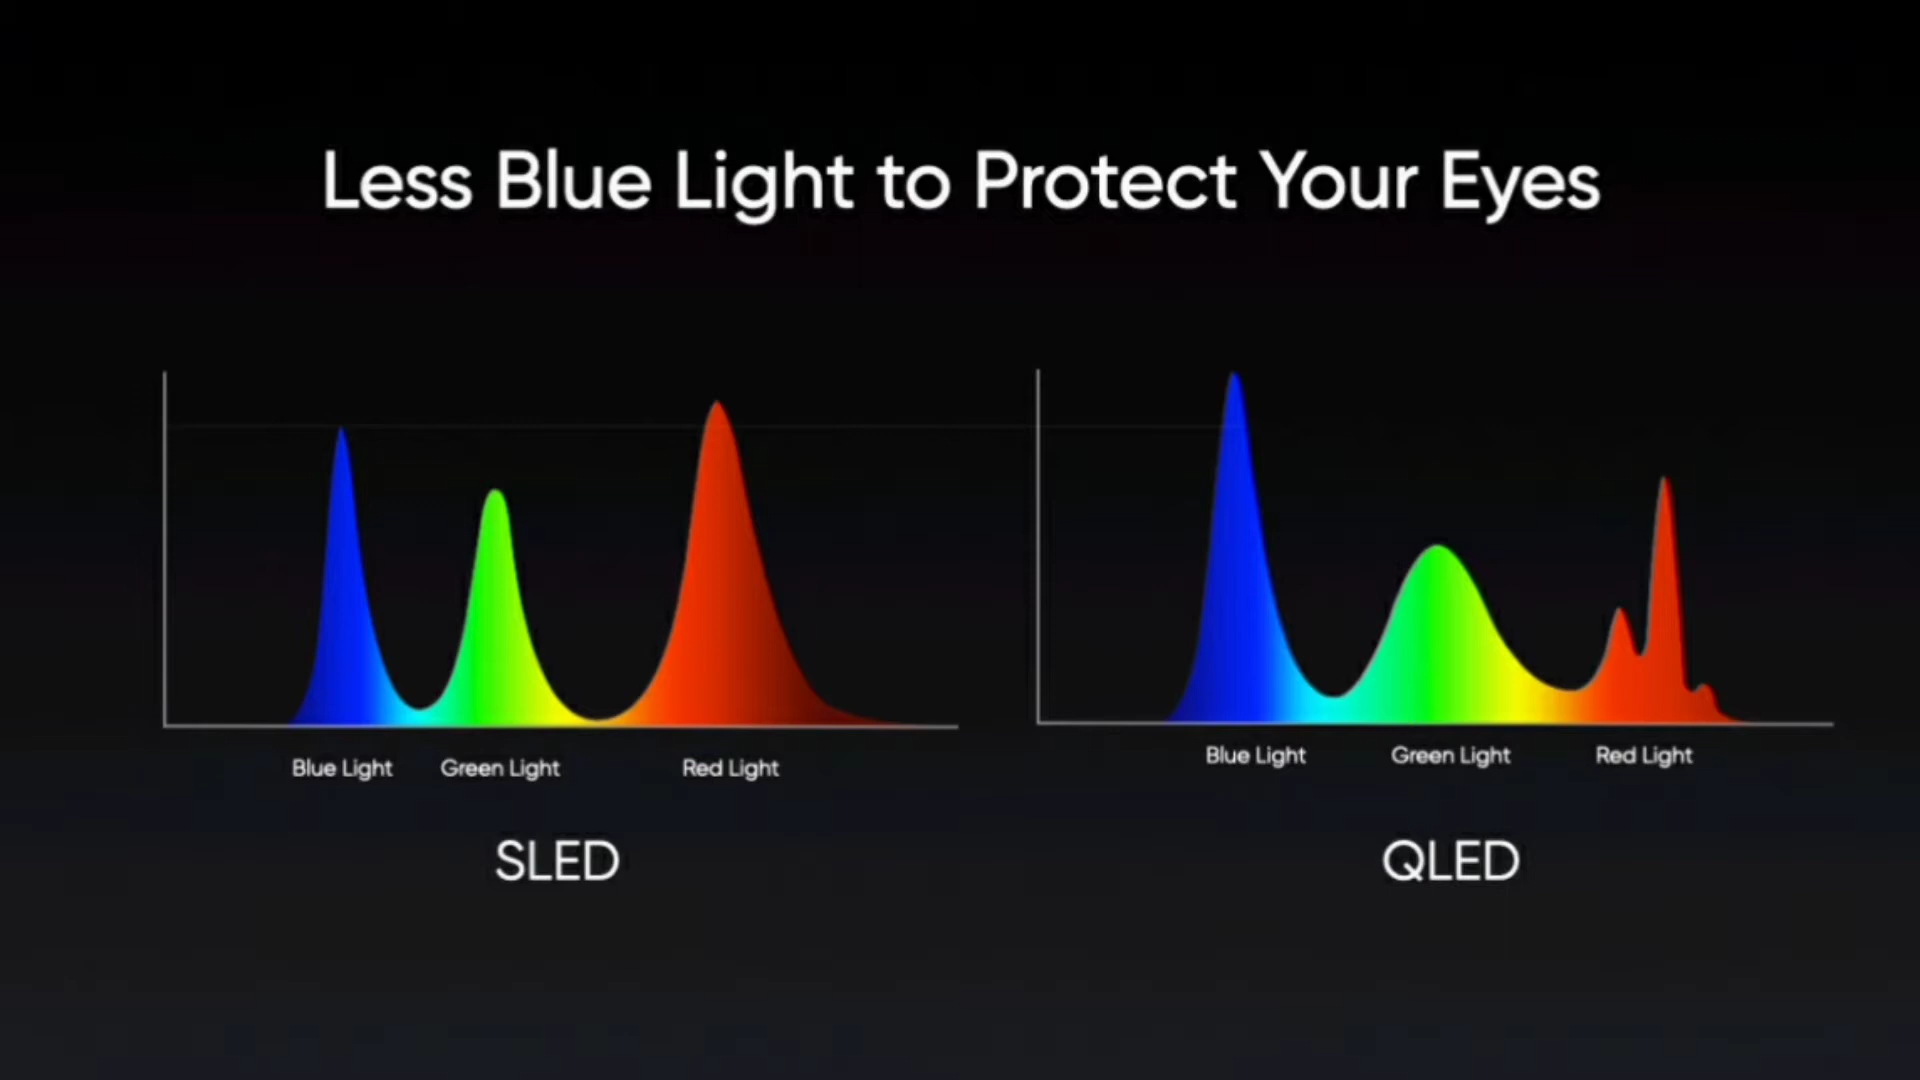 Less Blue Light to Protect Your Eyes
Blue Light Green Light Red Light
SLED
Blue Light Green Light Red Light
QLED